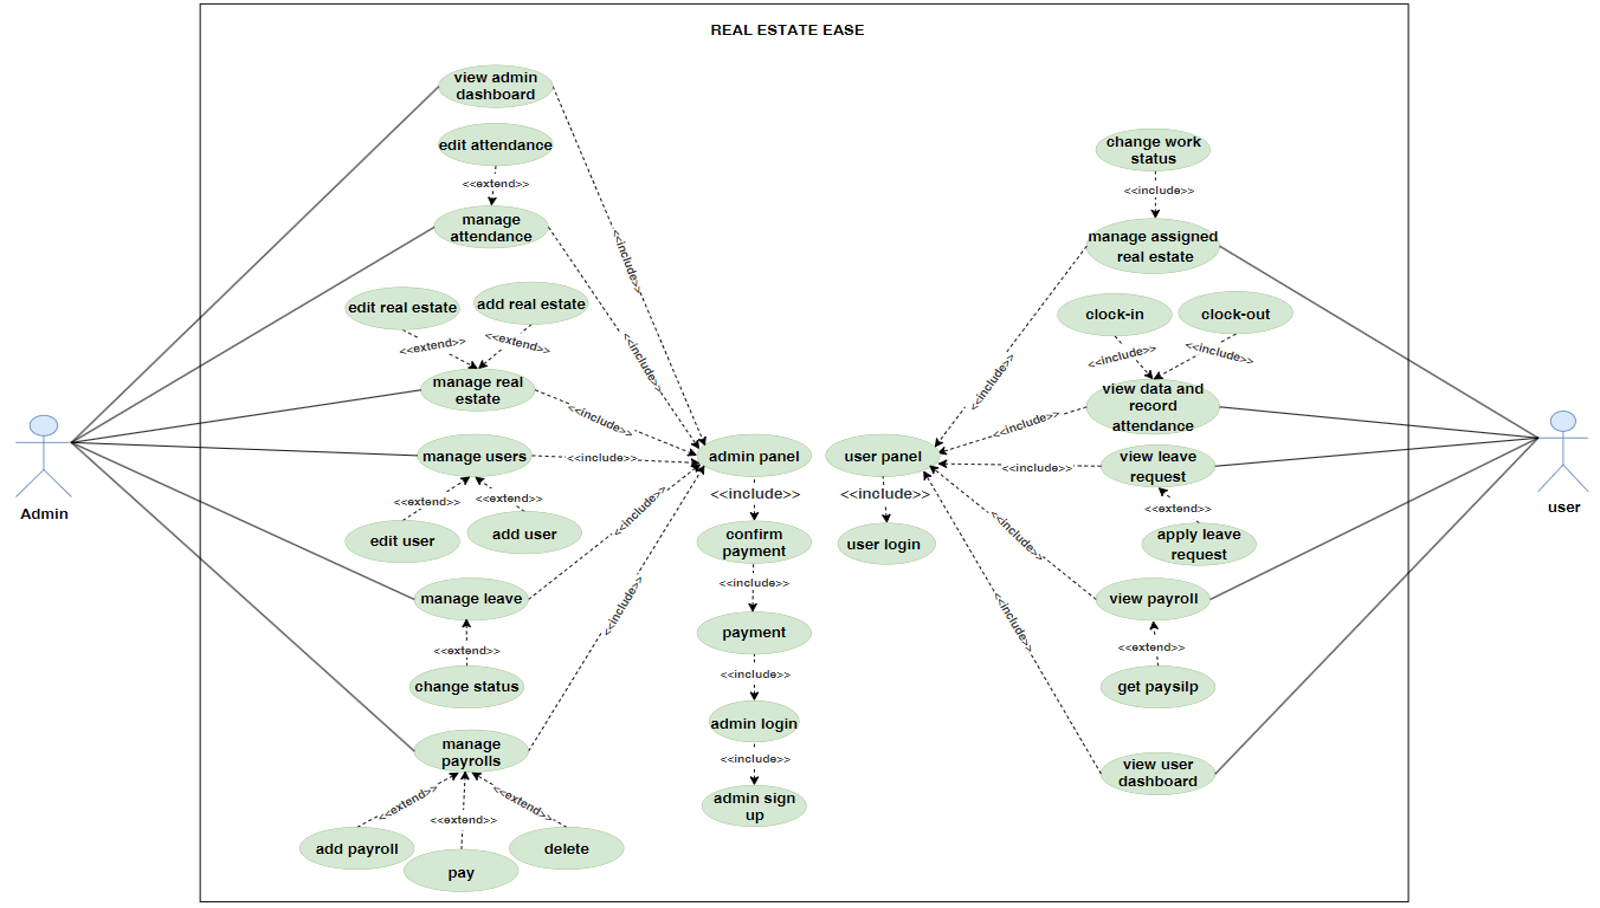 REAL ESTATE EASE
view admin
dashboard
edit attendance
<<extend>>
manage
attendance
<<include>>
edit real estate
add real estate
<<extend>>
<<extend>>
manage real
estate
<<include>>
<<include>>
manage users
<<include>>
<<extend>>
<<extend>>
edit user
add user
manage leave
<<include>>
<<extend>>
change status
manage
payrolls
<<include>>
<<extend>>
<<extend>>
<<extend>>
add payroll
pay
delete
Admin
admin panel
<<include>>
confirm
payment
<<include>>
payment
<<include>>
admin login
<<include>>
admin sign
up
user panel
<<include>>
user login
change work
status
<<include>>
manage assigned
real estate
<<include>>
clock-in
clock-out
<<include>>
<<include>>
view data and
record
attendance
<<include>>
view leave
request
<<include>>
<<extend>>
apply leave
request
<<include>>
view payroll
<<extend>>
get paysilp
<<include>>
view user
dashboard
user